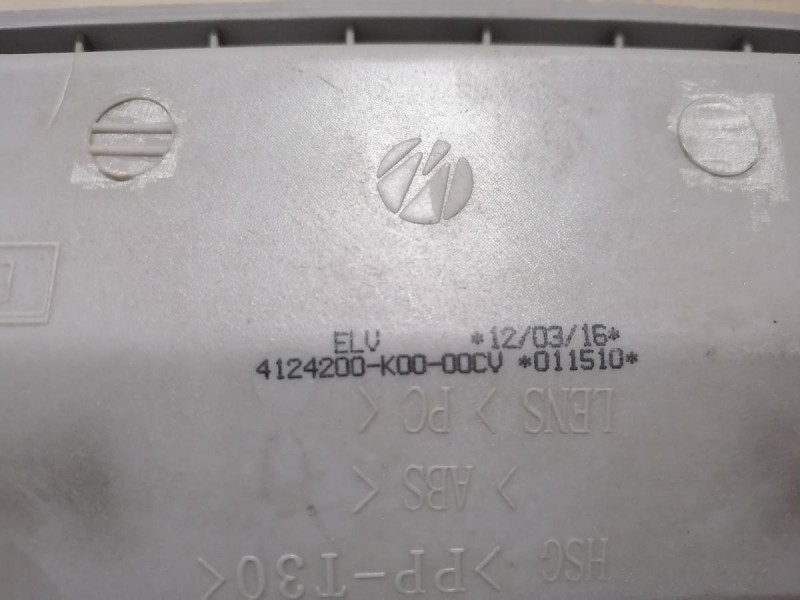 ELV *12/03/16*
4124200-K00-00CV *011510*
HSG >PP-T30<
>ABS<
LENS >PC<